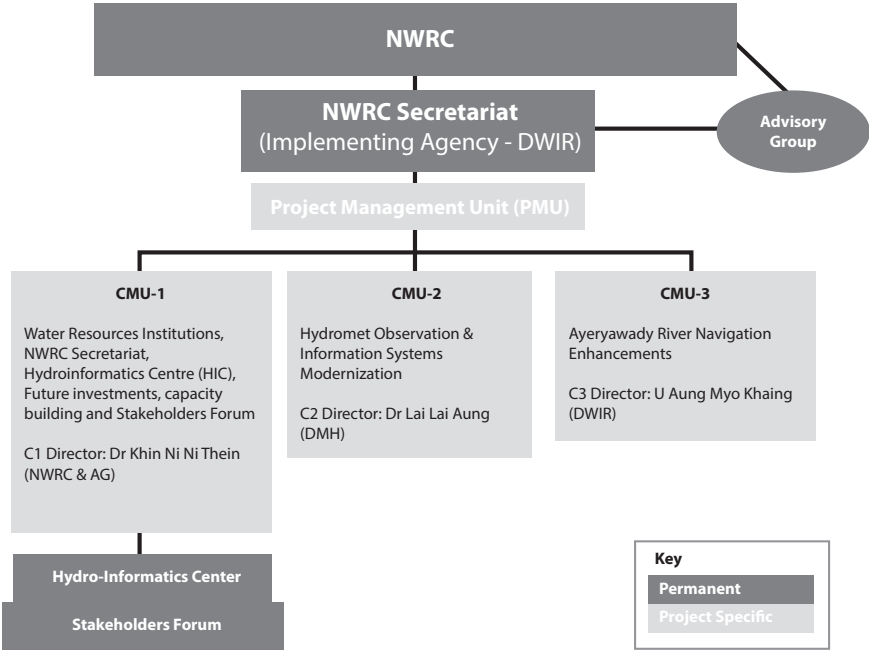 NWRC
NWRC Secretariat
(Implementing Agency - DWIR)
Advisory
Group
Project Management Unit (PMU)
CMU-1
Water Resources Institutions,
NWRC Secretariat,
Hydroinformatics Centre (HIC),
Future investments, capacity
building and Stakeholders Forum
C1 Director: Dr Khin Ni Ni Thein
(NWRC & AG)
CMU-2
Hydromet Observation &
Information Systems
Modernization
C2 Director: Dr Lai Lai Aung
(DMH)
CMU-3
Ayeryawady River Navigation
Enhancements
C3 Director: U Aung Myo Khaing
(DWIR)
Hydro-Informatics Center
Stakeholders Forum
Key
Permanent
Project Specific